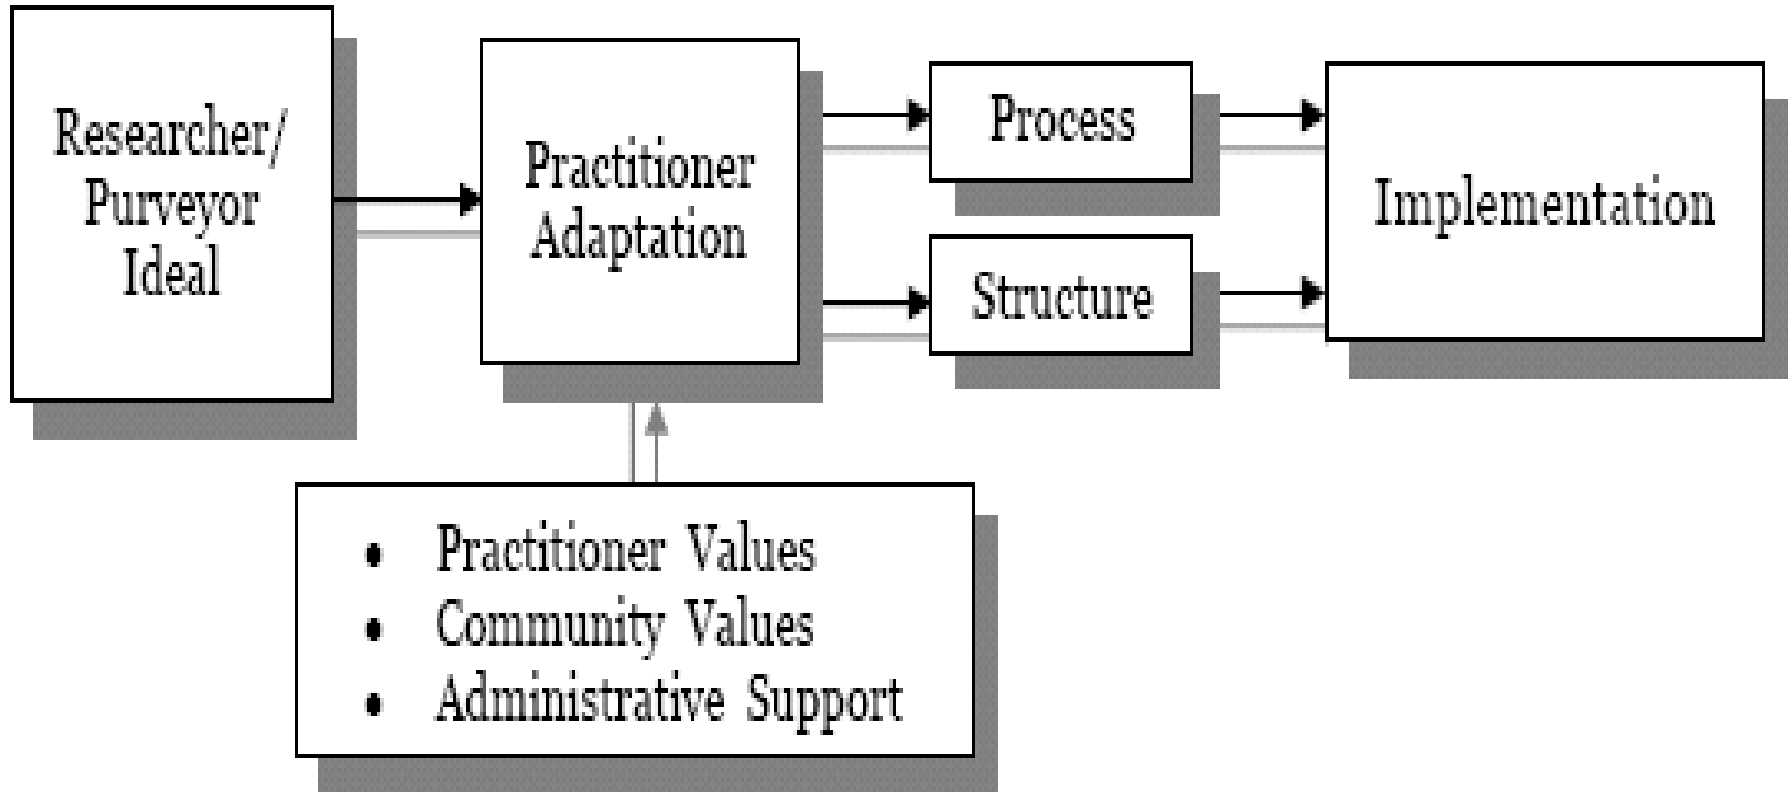 Researcher/
Purveyor
Ideal
Practitioner
Adaptation
Process
Structure
Implementation
• Practitioner Values
• Community Values
• Administrative Support